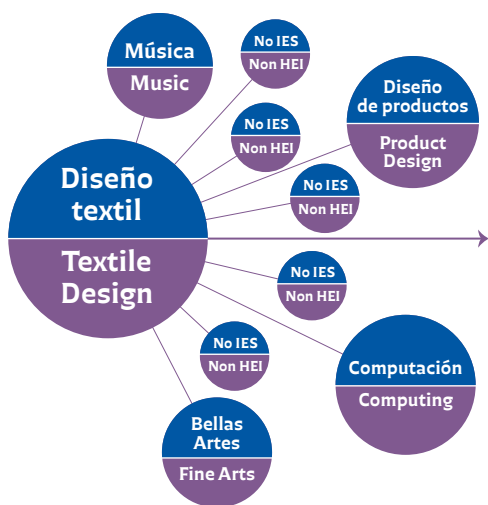 Música
Music
No IES
Non HEI
No IES
Non HEI
Diseño
de productos
Product
Design
No IES
Non HEI
Diseño
textil
Textile
Design
No IES
Non HEI
No IES
Non HEI
Computación
Computing
Bellas
Artes
Fine Arts